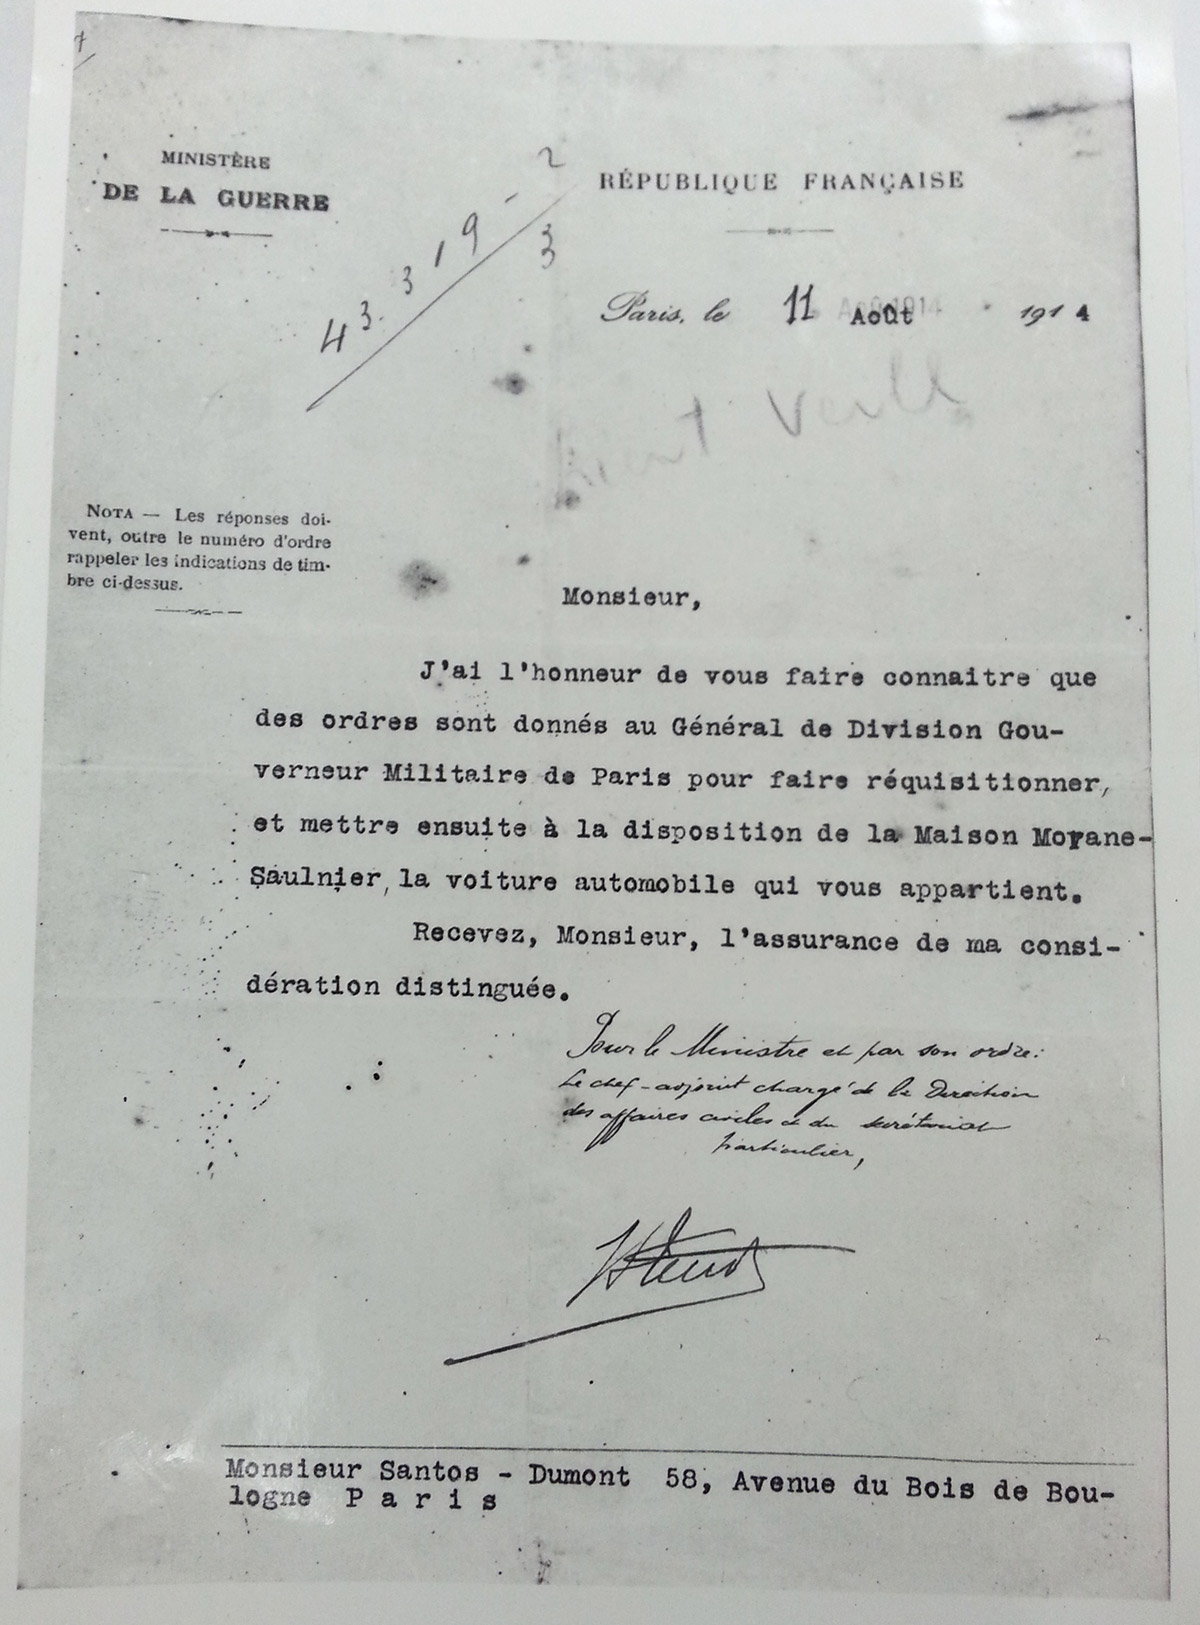 MINISTÈRE
DE LA GUERRE
RÉPUBLIQUE FRANÇAISE
43.319-2/3
Paris, le 11 Août 1914
NOTA — Les réponses doi-
vent, outre le numéro d'ordre
rappeler les indications de tim-
bre ci-dessus.
Monsieur,
J'ai l'honneur de vous faire connaitre que
des ordres sont donnés au Général de Division Gou-
verneur Militaire de Paris pour faire réquisitionner,
et mettre ensuite à la disposition de la Maison Morane-
Saulnier, la voiture automobile qui vous appartient.
Recevez, Monsieur, l'assurance de ma consi-
dération distinguée.
Pour le Ministre et par son ordre:
Le chef-adjoint chargé de la Direction
des affaires civiles et du secrétariat
particulier,
Monsieur Santos - Dumont 58, Avenue du Bois de Bou-
logne Paris